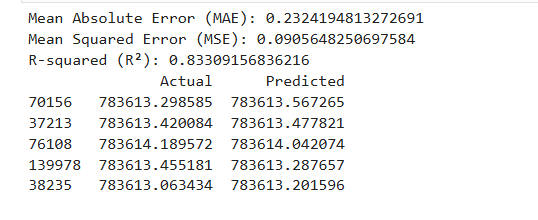 Mean Absolute Error (MAE): 0.2324194813272691
Mean Squared Error (MSE): 0.0905648250697584
R-squared (R²): 0.83309156836216
Actual Predicted
70156 783613.298585 783613.567265
37213 783613.420084 783613.477821
76108 783614.189572 783614.042074
139978 783613.455181 783613.287657
38235 783613.063434 783613.201596